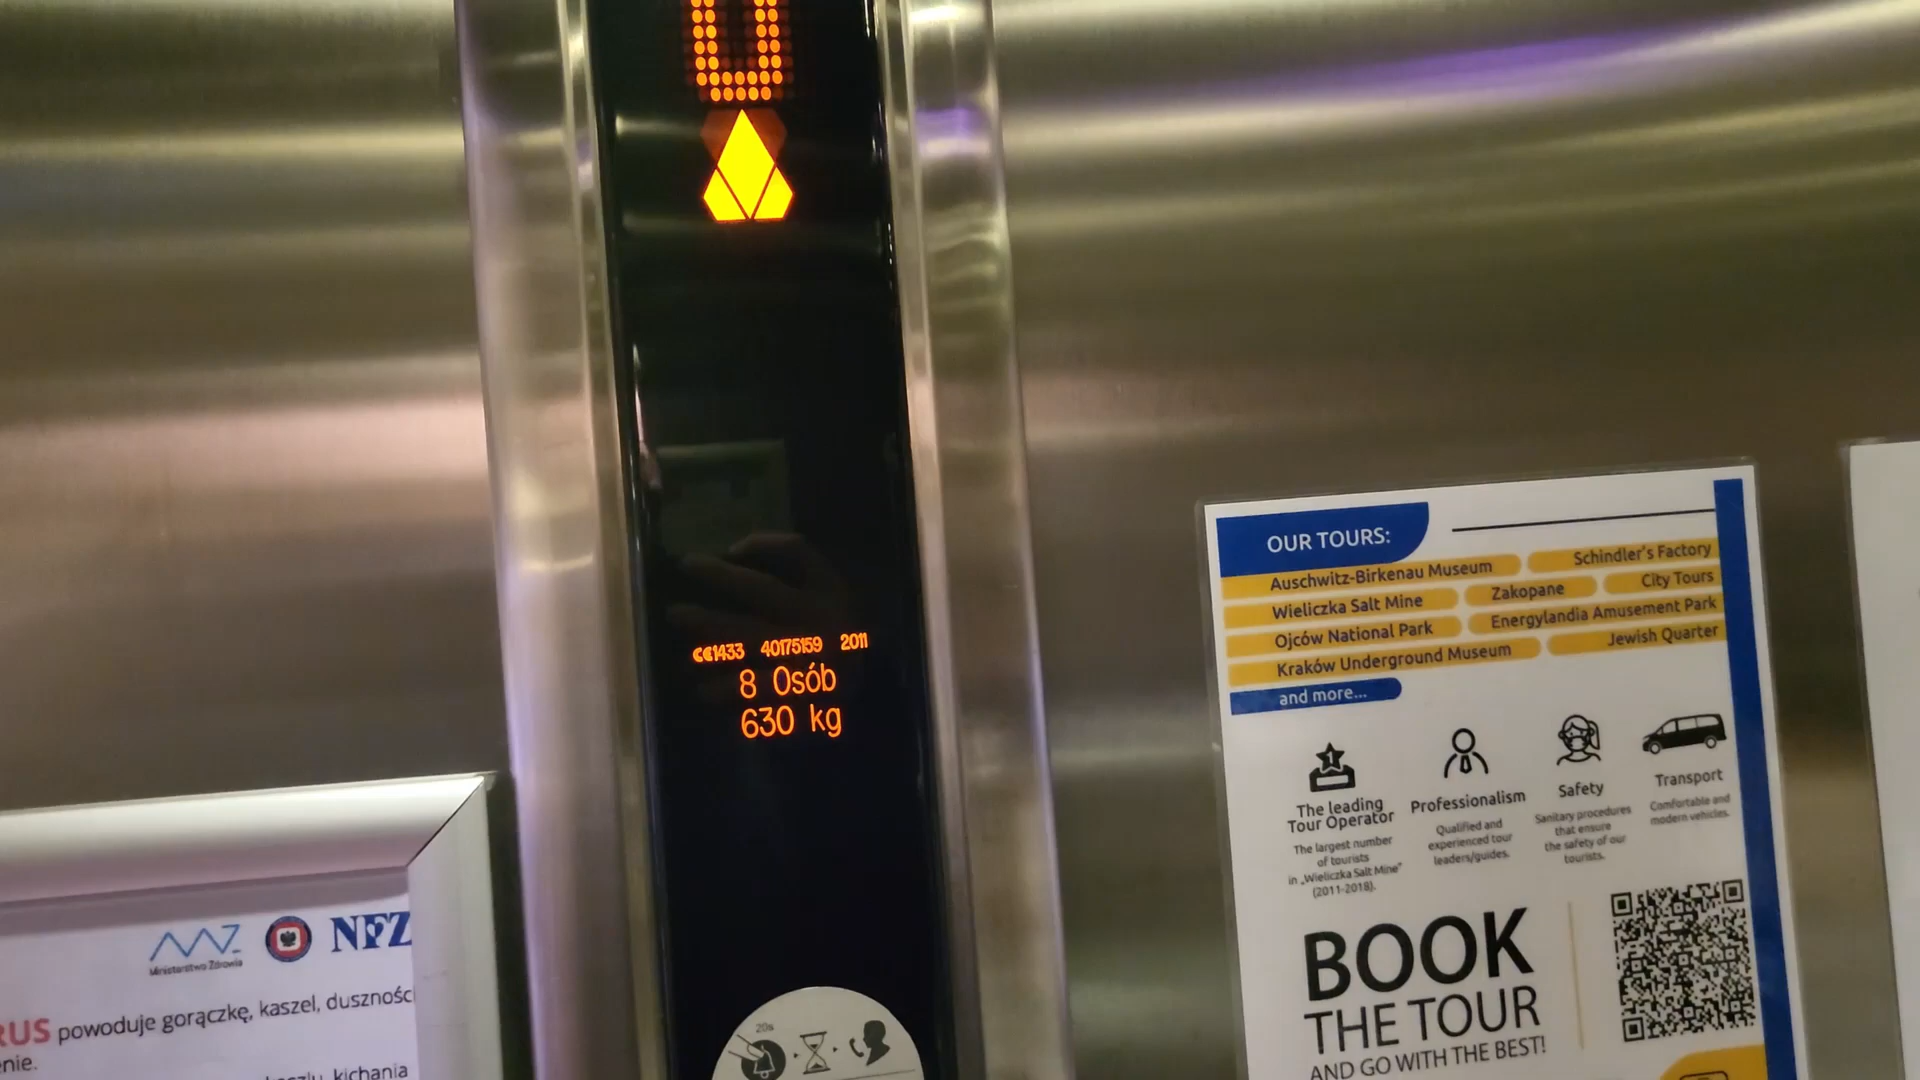 0
CE1433 40175159 2011
8 Osób
630 kg
20s
Ministerstwo Zdrowia
NFZ
RUS powoduje gorączkę, kaszel, duszności
kichania
OUR TOURS:
Auschwitz-Birkenau Museum
Schindler's Factory
Wieliczka Salt Mine
Zakopane
City Tours
Ojców National Park
Energylandia Amusement Park
Kraków Underground Museum
Jewish Quarter
and more...
The leading
Tour Operator
The largest number
of tourists
in „Wieliczka Salt Mine”
(2011-2018).
Professionalism
Qualified and
experienced tour
leaders/guides.
Safety
Sanitary procedures
that ensure
the safety of our
tourists.
Transport
Comfortable and
modern vehicles.
BOOK
THE TOUR
AND GO WITH THE BEST!